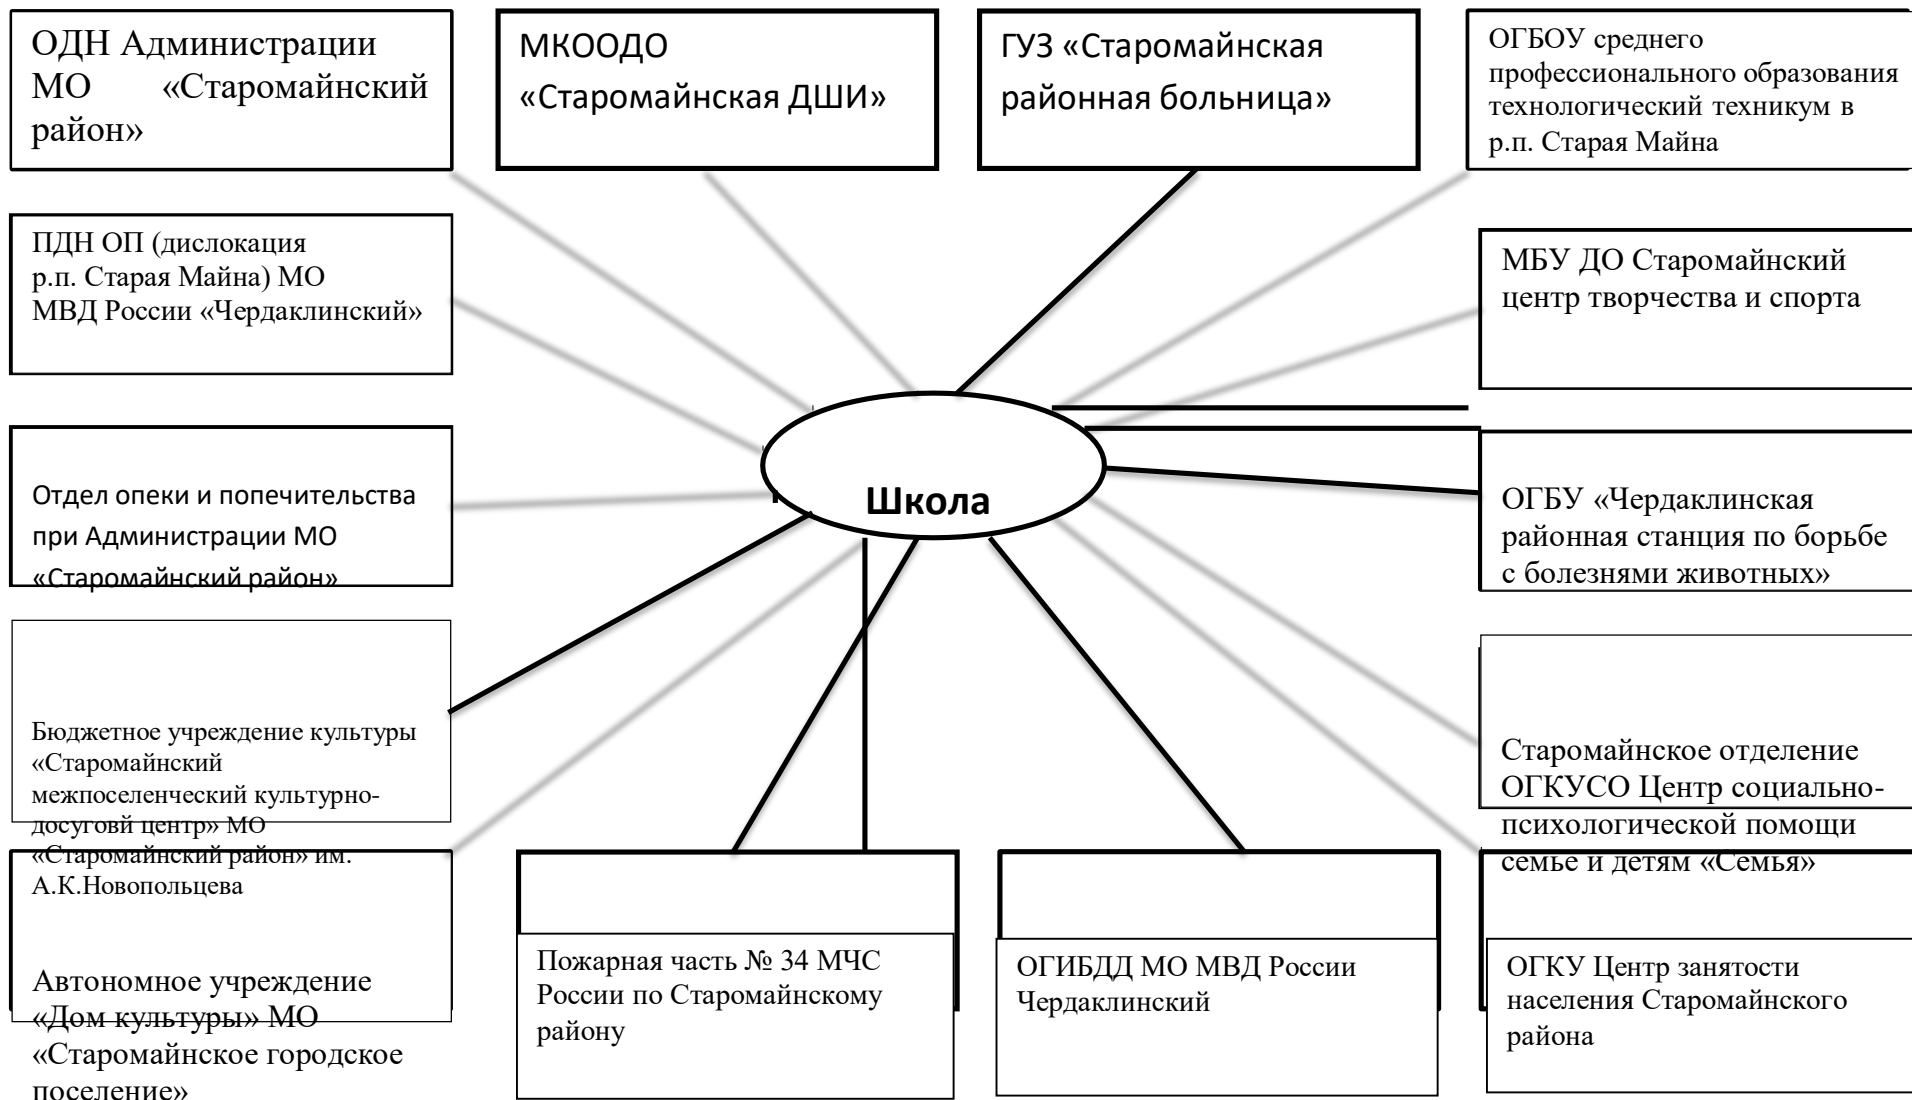 ОДН Администрации
МО «Старомайнский
район»
МКООДО
«Старомайнская ДШИ»
ГУЗ «Старомайнская
районная больница»
ОГБОУ среднего
профессионального образования
технологический техникум в
р.п. Старая Майна
ПДН ОП (дислокация
р.п. Старая Майна) МО
МВД России «Чердаклинский»
МБУ ДО Старомайнский
центр творчества и спорта
Отдел опеки и попечительства
при Администрации МО
«Старомайнский район»
Школа
ОГБУ «Чердаклинская
районная станция по борьбе
с болезнями животных»
Бюджетное учреждение культуры
«Старомайнский
межпоселенческий культурно-
досуговй центр» МО
«Старомайнский район» им.
А.К.Новопольцева
Старомайнское отделение
ОГКУСО Центр социально-
психологической помощи
семье и детям «Семья»
Автономное учреждение
«Дом культуры» МО
«Старомайнское городское
поселение»
Пожарная часть № 34 МЧС
России по Старомайнскому
району
ОГИБДД МО МВД России
Чердаклинский
ОГКУ Центр занятости
населения Старомайнского
района